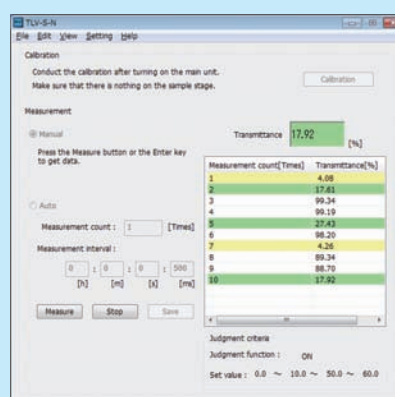 TLV-S-N
File Edit View Setting Help
Calibration
Conduct the calibration after turning on the main unit.
Make sure that there is nothing on the sample stage.
Calibration
Measurement
Manual
Press the Measure button or the Enter key
to get data.
Transmittance 17.92 [%]
Measurement count[Times] Transmittance[%]
1 4.08
2 17.61
3 99.34
4 99.19
5 27.43
6 98.20
7 4.26
8 89.34
9 88.70
10 17.92
Auto
Measurement count : 1 [Times]
Measurement interval :
0 : 0 : 0 : 500
[h] [m] [s] [ms]
Measure Stop Save
Judgment criteria
Judgment function : ON
Set value : 0.0 ~ 10.0 ~ 50.0 ~ 60.0